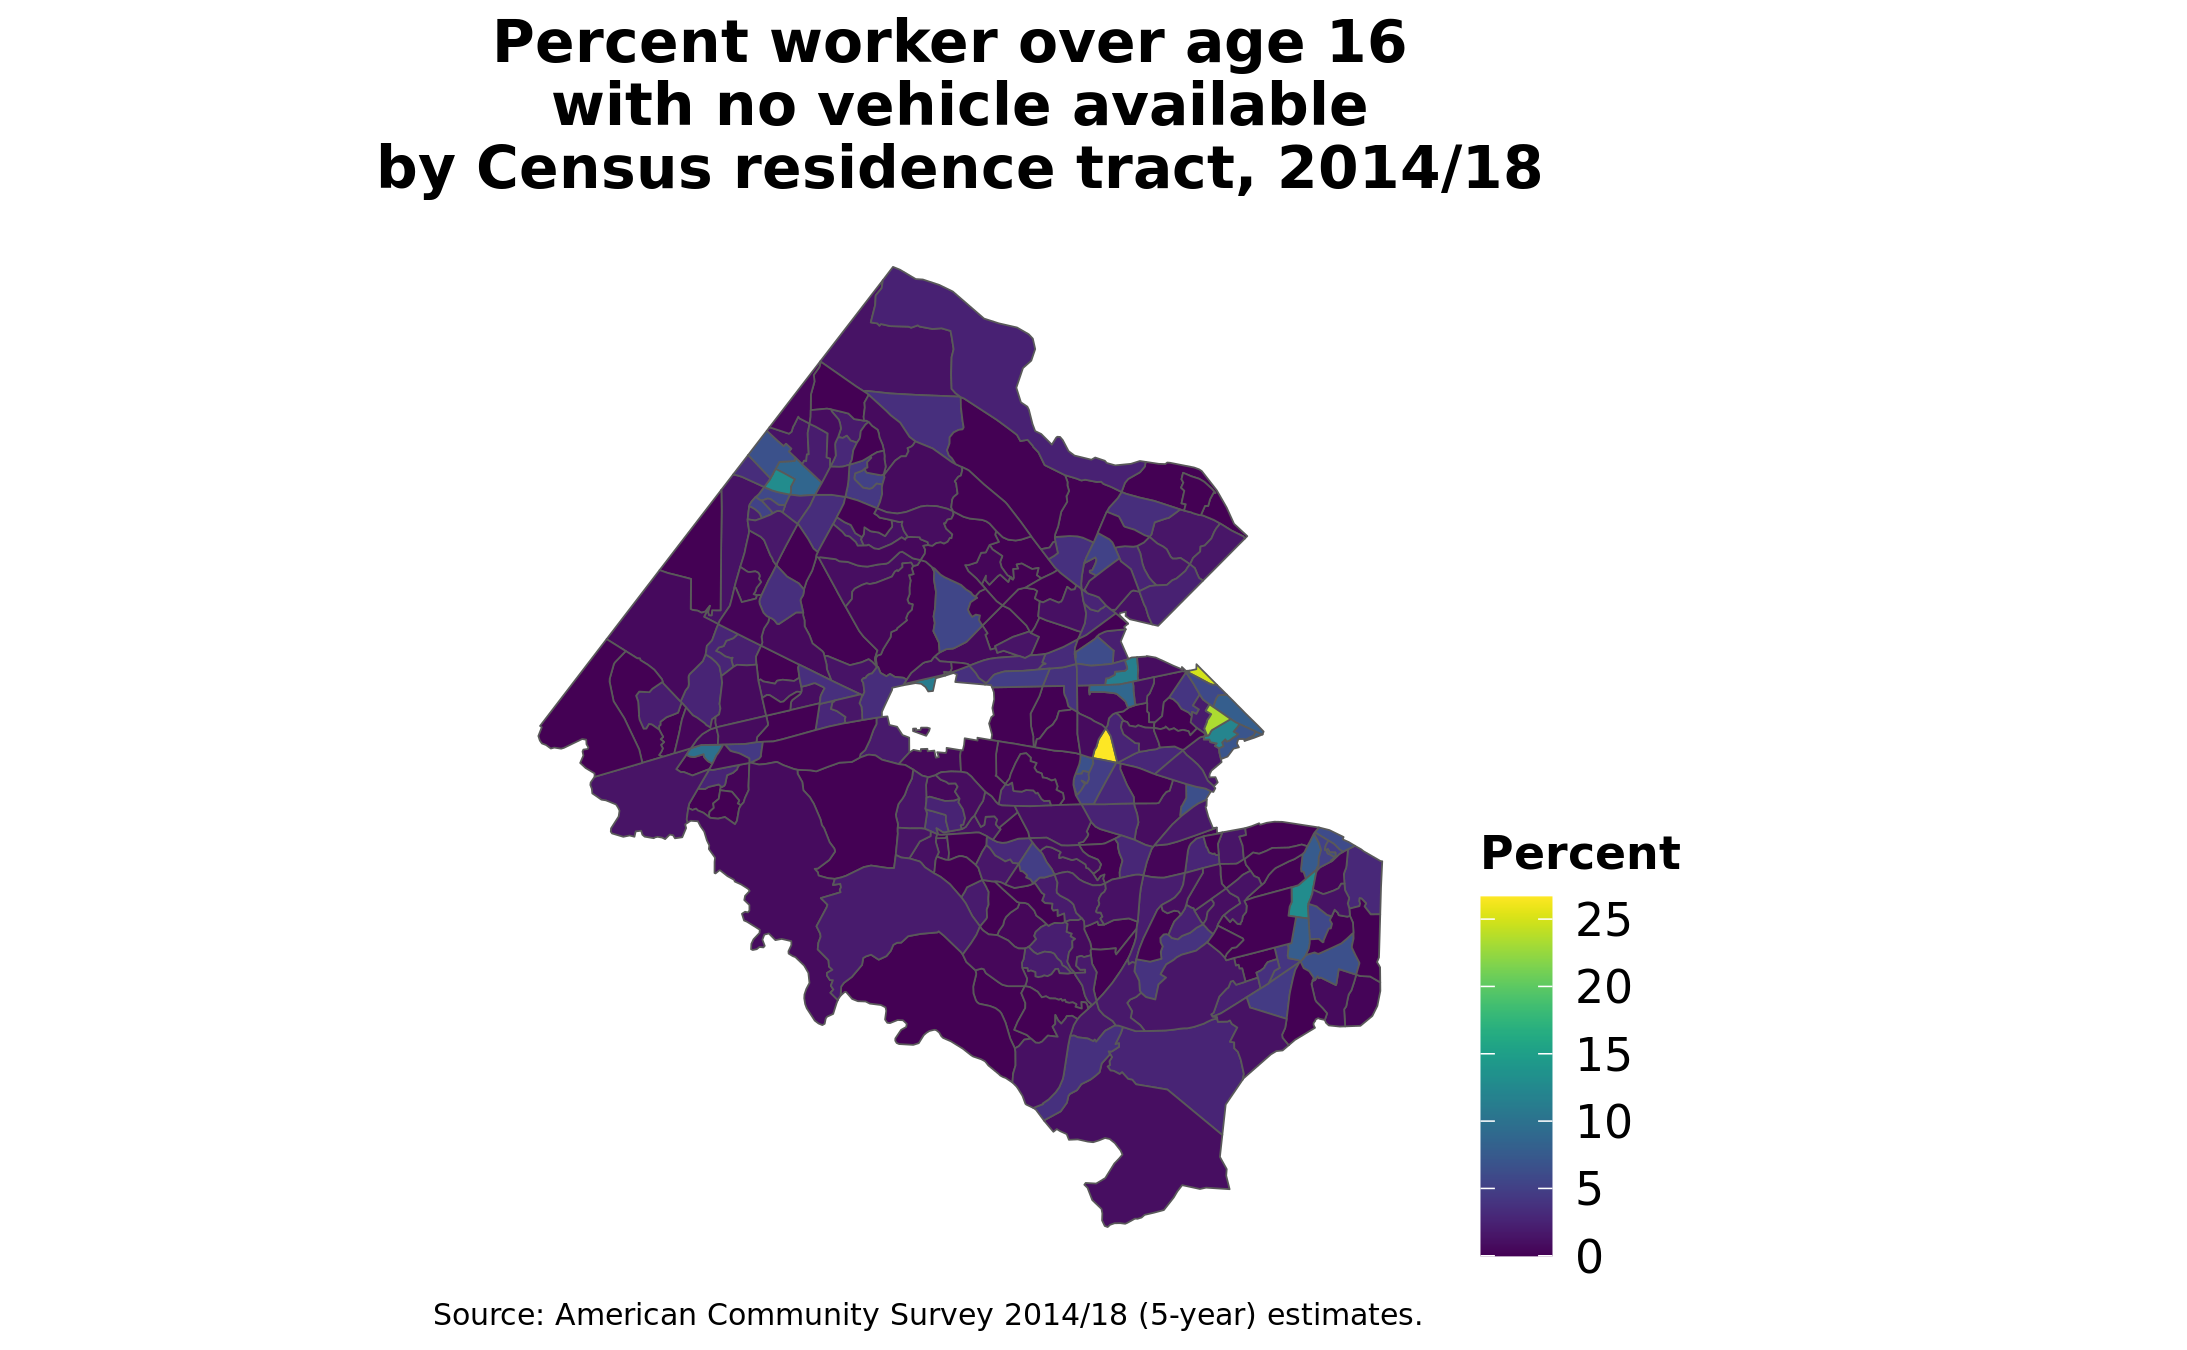 Percent worker over age 16
with no vehicle available
by Census residence tract, 2014/18
Percent
25
20
15
10
5
0
Source: American Community Survey 2014/18 (5-year) estimates.